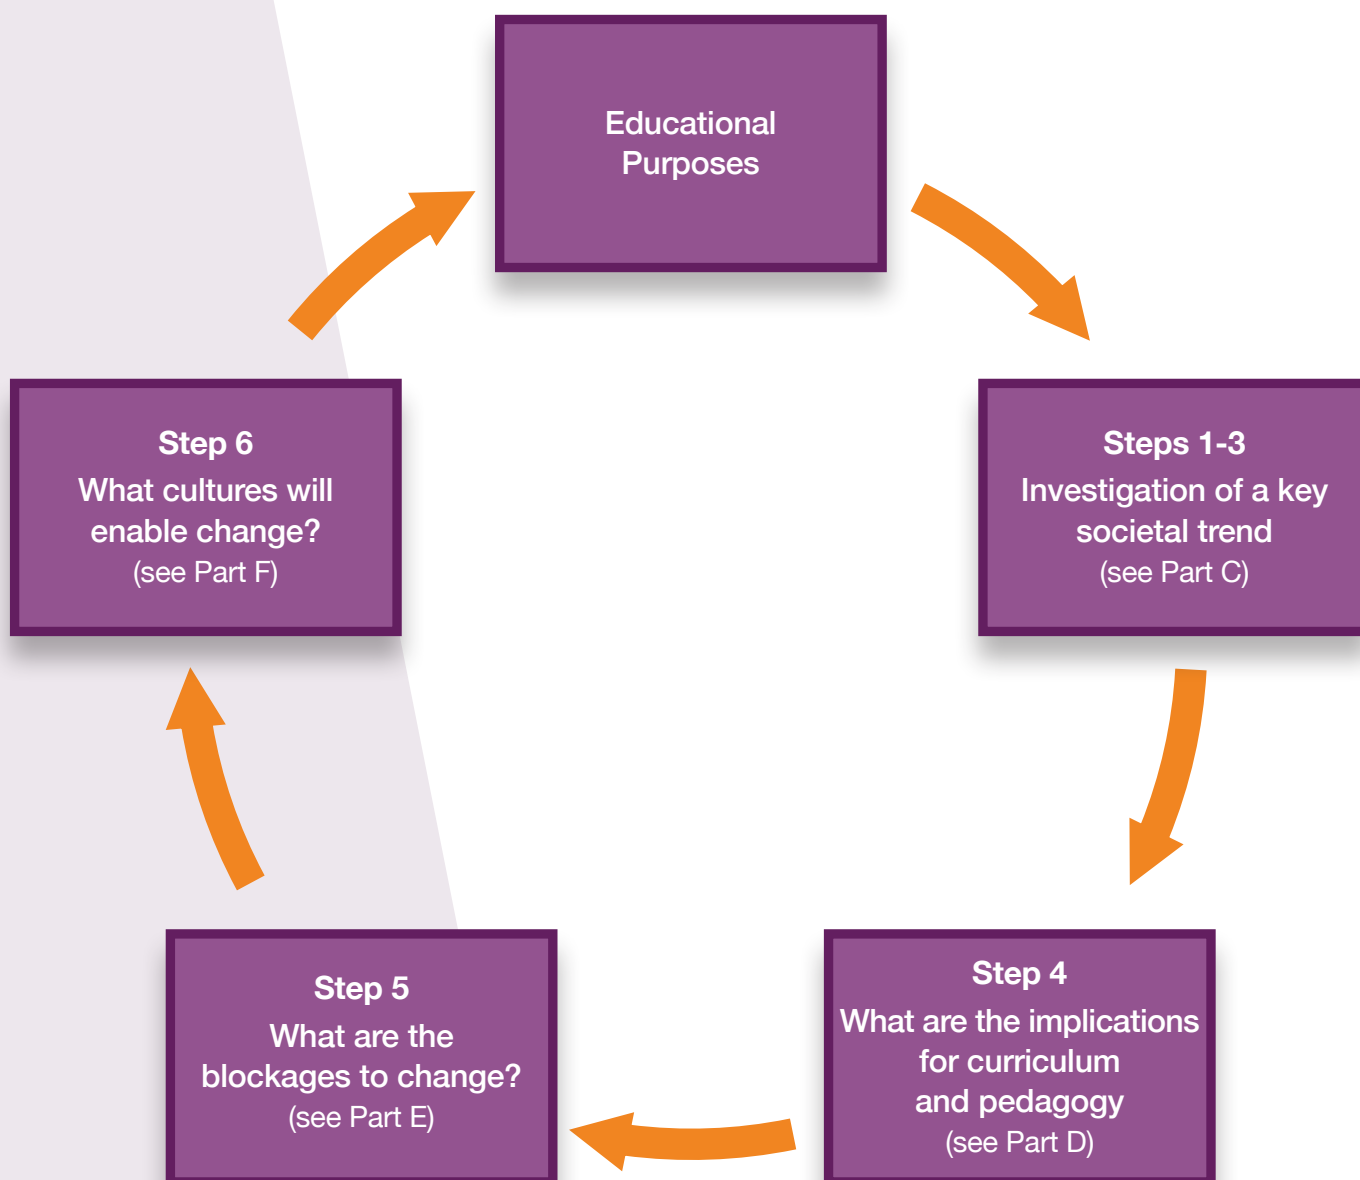 Educational
Purposes
Steps 1-3
Investigation of a key
societal trend
(see Part C)
Step 4
What are the implications
for curriculum
and pedagogy
(see Part D)
Step 5
What are the
blockages to change?
(see Part E)
Step 6
What cultures will
enable change?
(see Part F)